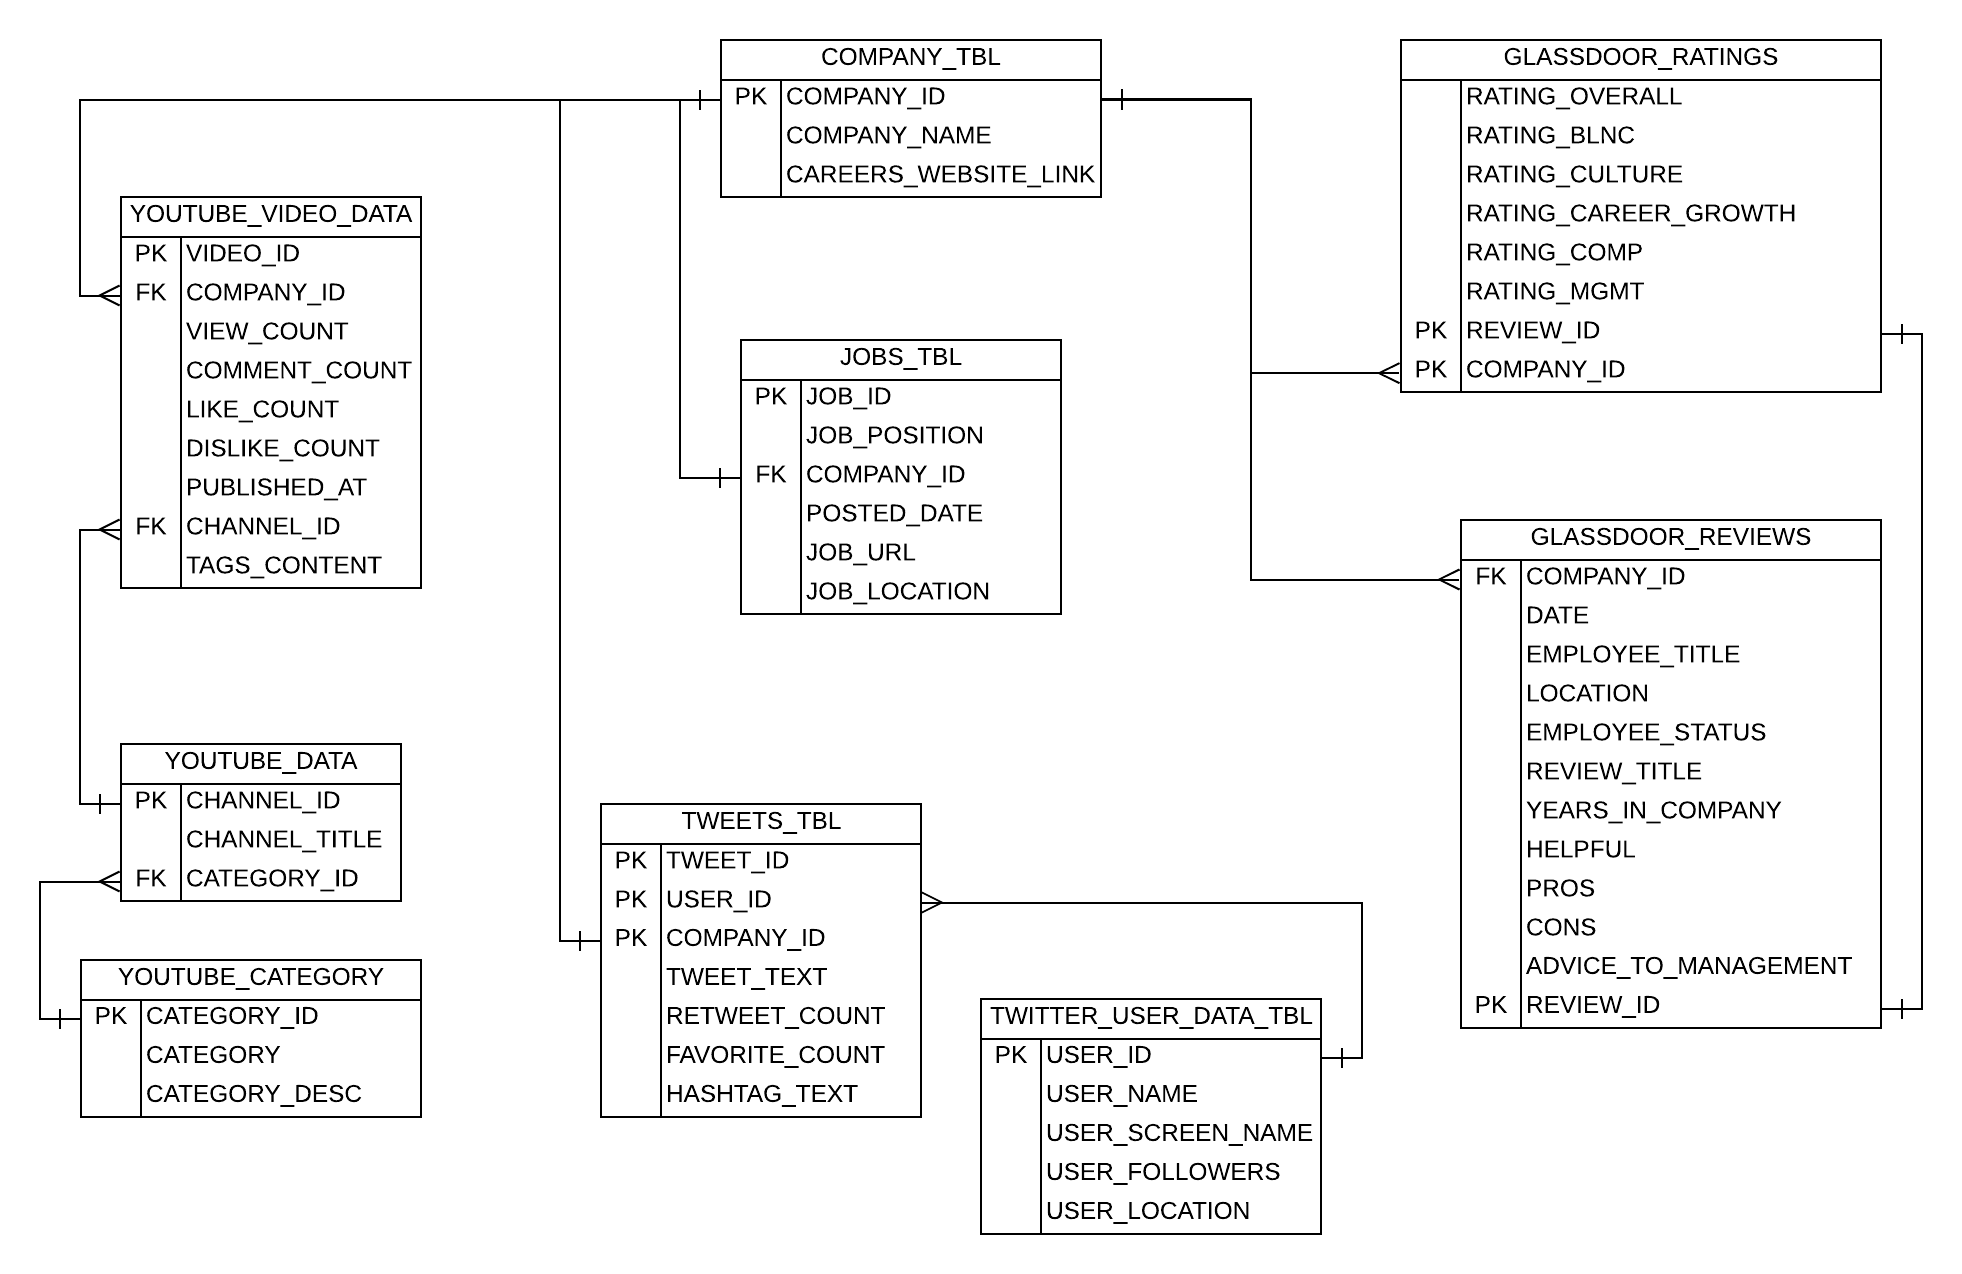 COMPANY_TBL
PK COMPANY_ID
COMPANY_NAME
CAREERS_WEBSITE_LINK
GLASSDOOR_RATINGS
RATING_OVERALL
RATING_BLNC
RATING_CULTURE
RATING_CAREER_GROWTH
RATING_COMP
RATING_MGMT
PK REVIEW_ID
PK COMPANY_ID
YOUTUBE_VIDEO_DATA
PK VIDEO_ID
FK COMPANY_ID
VIEW_COUNT
COMMENT_COUNT
LIKE_COUNT
DISLIKE_COUNT
PUBLISHED_AT
FK CHANNEL_ID
TAGS_CONTENT
JOBS_TBL
PK JOB_ID
JOB_POSITION
FK COMPANY_ID
POSTED_DATE
JOB_URL
JOB_LOCATION
GLASSDOOR_REVIEWS
FK COMPANY_ID
DATE
EMPLOYEE_TITLE
LOCATION
EMPLOYEE_STATUS
REVIEW_TITLE
YEARS_IN_COMPANY
HELPFUL
PROS
CONS
ADVICE_TO_MANAGEMENT
PK REVIEW_ID
YOUTUBE_DATA
PK CHANNEL_ID
CHANNEL_TITLE
FK CATEGORY_ID
YOUTUBE_CATEGORY
PK CATEGORY_ID
CATEGORY
CATEGORY_DESC
TWEETS_TBL
PK TWEET_ID
PK USER_ID
PK COMPANY_ID
TWEET_TEXT
RETWEET_COUNT
FAVORITE_COUNT
HASHTAG_TEXT
TWITTER_USER_DATA_TBL
PK USER_ID
USER_NAME
USER_SCREEN_NAME
USER_FOLLOWERS
USER_LOCATION